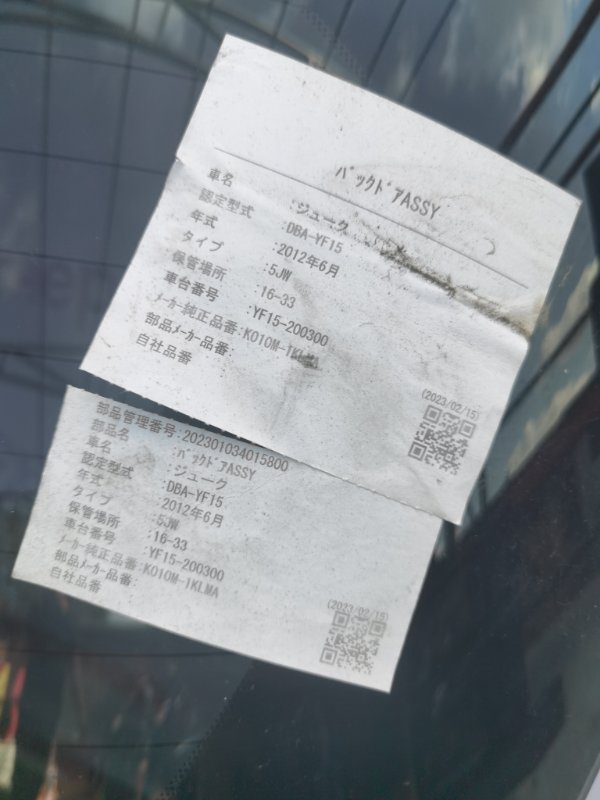 ﾊﾞｯｸﾄﾞｱASSY
車名 :ジューク
認定型式 :DBA-YF15
年式 :2012年6月
タイプ :5JW
保管場所 :16-33
車台番号 :YF15-200300
ﾒｰｶｰ純正品番:K010M-1KLMA
部品ﾒｰｶｰ品番:
自社品番
(2023/02/15)
部品管理番号:202301034015800
部品名 :ﾊﾞｯｸﾄﾞｱASSY
車名 :ジューク
認定型式 :DBA-YF15
年式 :2012年6月
タイプ :5JW
保管場所 :16-33
車台番号 :YF15-200300
ﾒｰｶｰ純正品番:K010M-1KLMA
部品ﾒｰｶｰ品番:
自社品番
(2023/02/15)